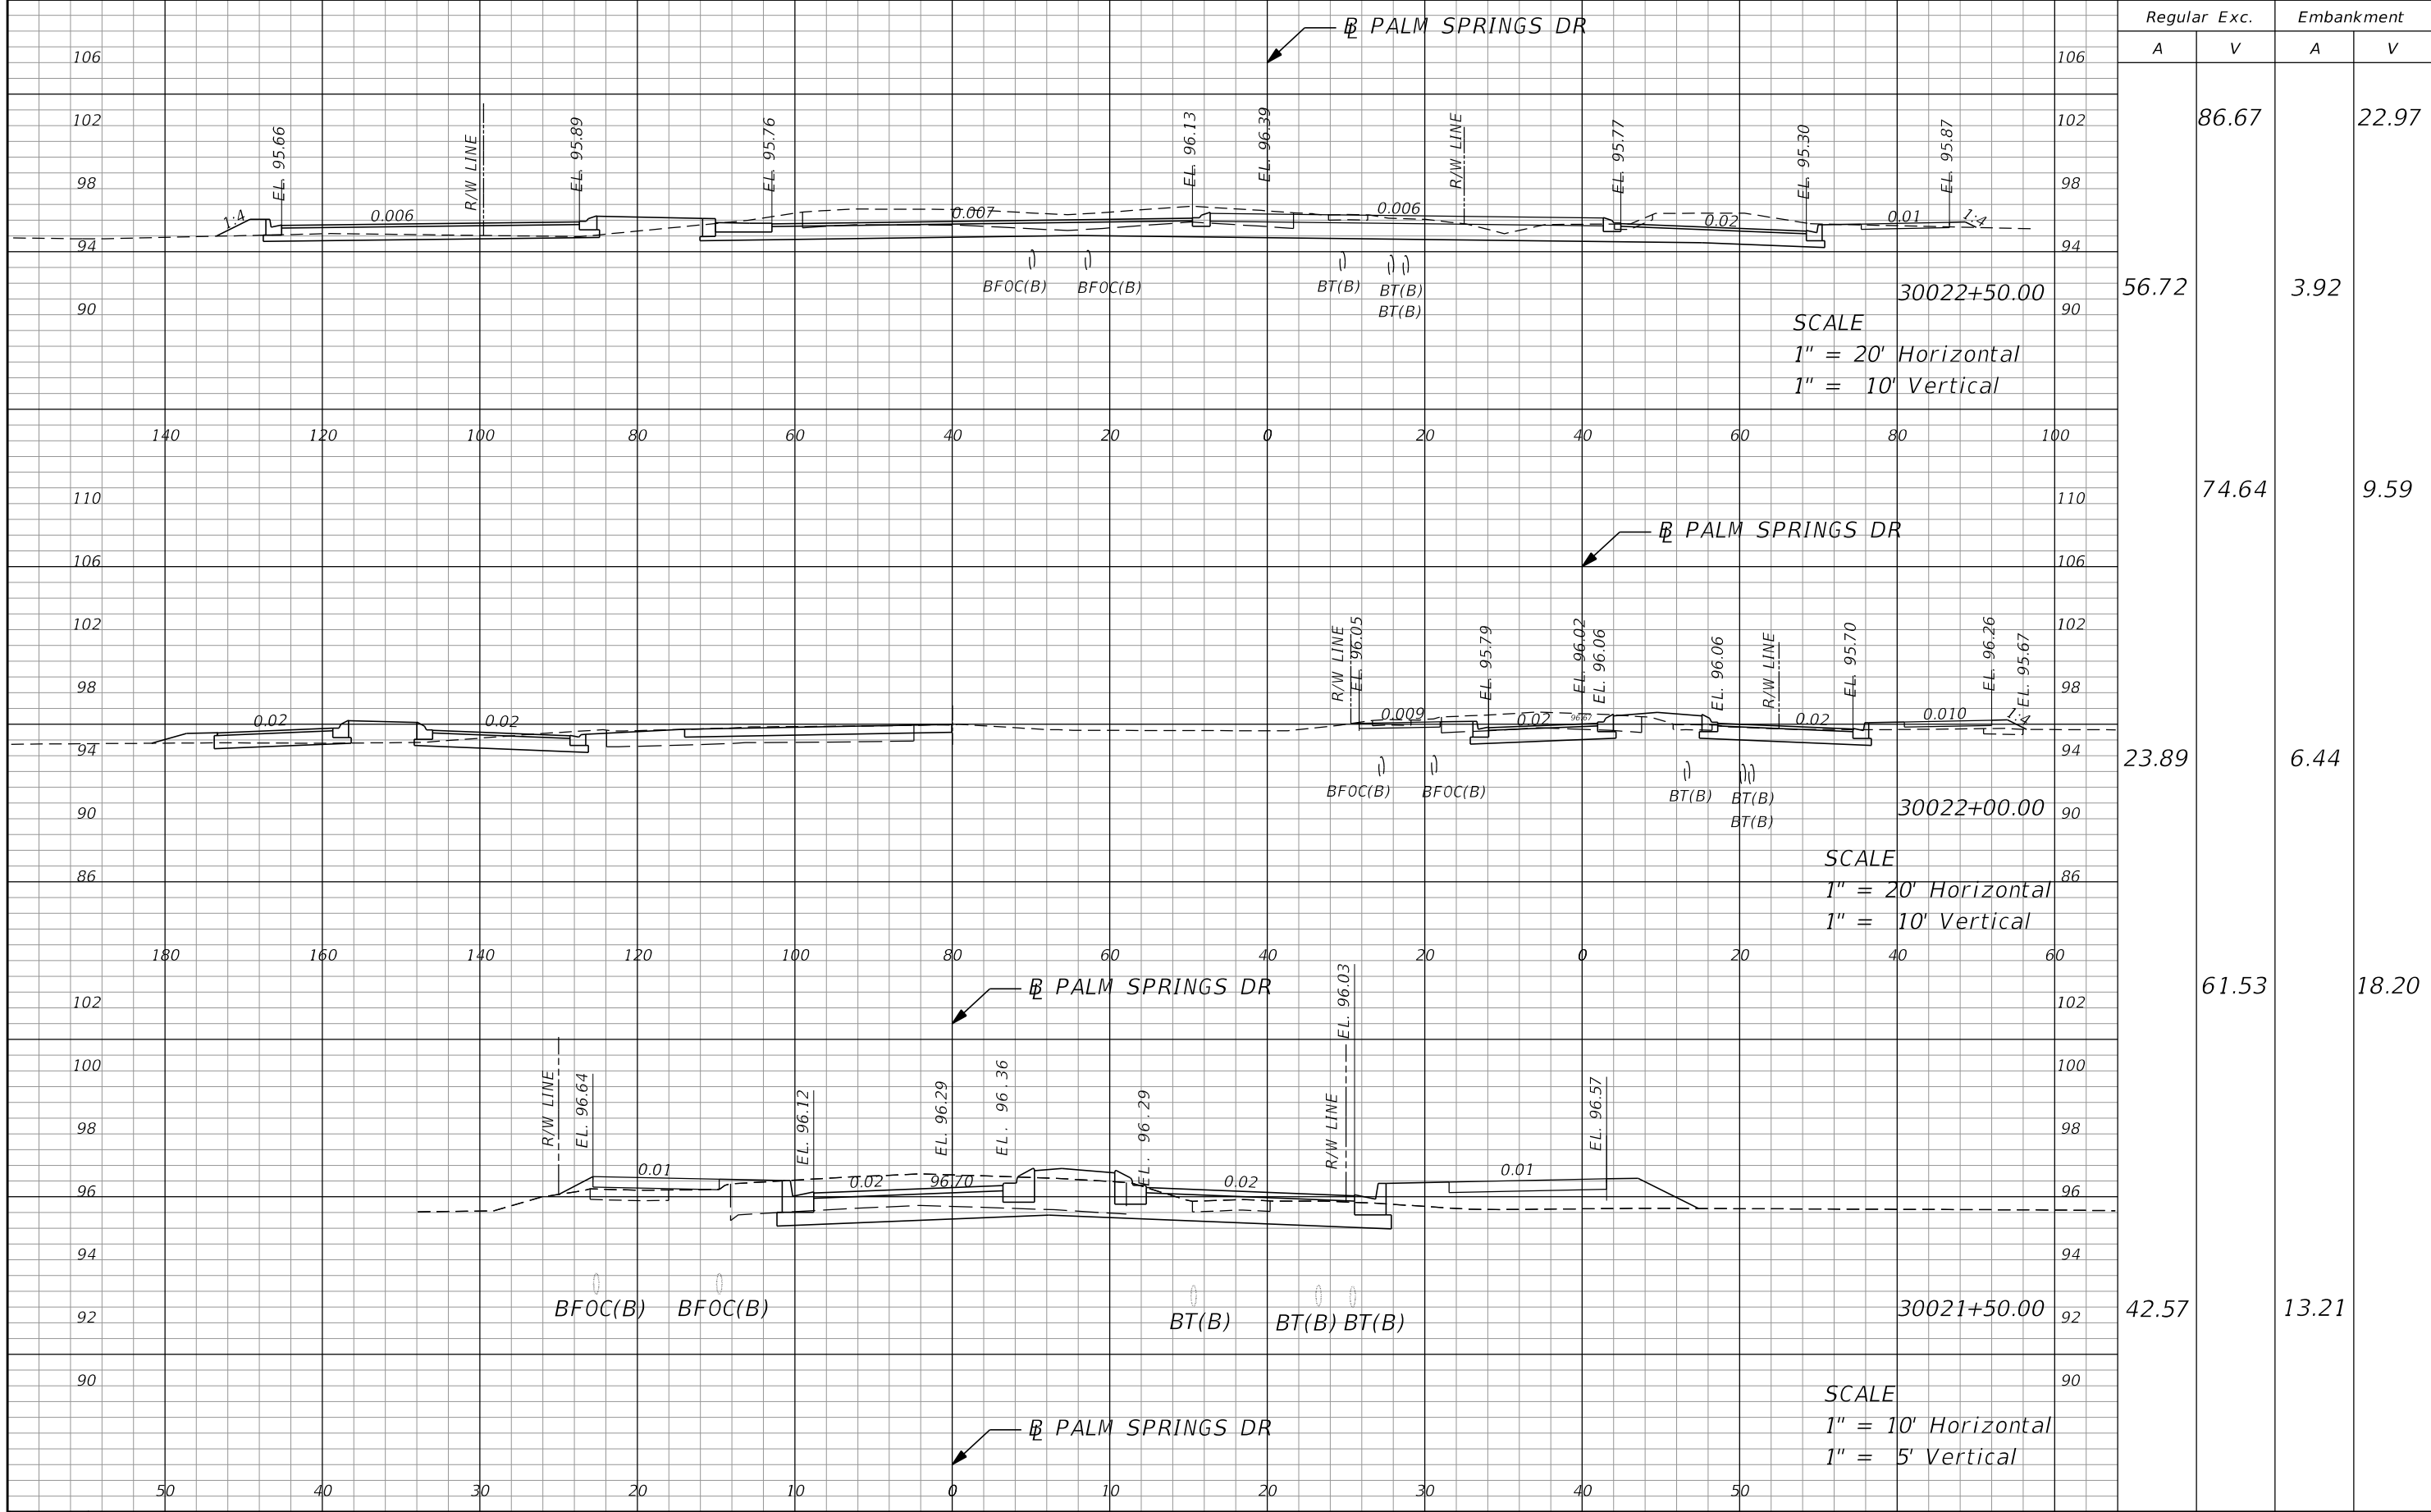 Regular Exc. Embankment
A V A V
B/L PALM SPRINGS DR
106 106
102 102
86.67 22.97
EL. 95.66
R/W LINE
EL. 95.89
EL. 95.76
EL. 96.13
EL. 96.39
R/W LINE
EL. 95.77
EL. 95.30
EL. 95.87
98 98
1:4 0.006 0.007 0.006 0.02 0.01 1:4
94 94
BFOC(B) BFOC(B) BT(B) BT(B)
BT(B)
30022+50.00
56.72 3.92
90 90
SCALE
1" = 20' Horizontal
1" = 10' Vertical
140 120 100 80 60 40 20 0 20 40 60 80 100
110 110
74.64 9.59
B/L PALM SPRINGS DR
106 106
102 102
R/W LINE
EL. 96.05
EL. 95.79
EL. 96.02
EL. 96.06
EL. 96.06
R/W LINE
EL. 95.70
EL. 96.26
EL. 95.67
98 98
0.02 0.02 0.009 0.02 96.67 0.02 0.010 1:4
94 94
23.89 6.44
BFOC(B) BFOC(B) BT(B) BT(B)
BT(B)
30022+00.00
90 90
SCALE
86 86
1" = 20' Horizontal
1" = 10' Vertical
180 160 140 120 100 80 60 40 20 0 20 40 60
B/L PALM SPRINGS DR
61.53 18.20
102 102
EL. 96.03
100 100
R/W LINE
EL. 96.64
EL. 96.12
EL. 96.29
EL. 96.36
EL. 96.29
R/W LINE
EL. 96.57
98 98
0.01 0.02 96.70 0.02 0.01
96 96
94 94
BFOC(B) BFOC(B) BT(B) BT(B) BT(B)
30021+50.00
42.57 13.21
92 92
90 90
SCALE
1" = 10' Horizontal
1" = 5' Vertical
B/L PALM SPRINGS DR
50 40 30 20 10 0 10 20 30 40 50